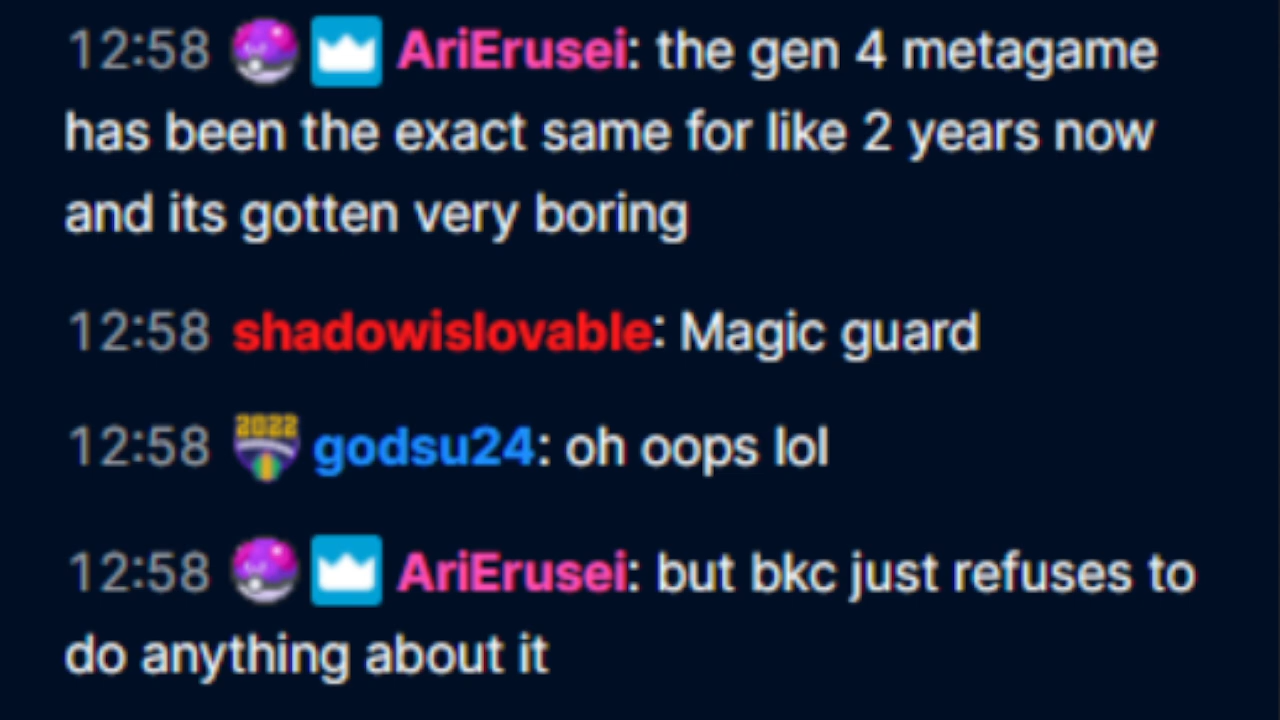 12:58 AriErusei: the gen 4 metagame
has been the exact same for like 2 years now
and its gotten very boring
12:58 shadowislovable: Magic guard
12:58 2022 godsu24: oh oops lol
12:58 AriErusei: but bkc just refuses to
do anything about it